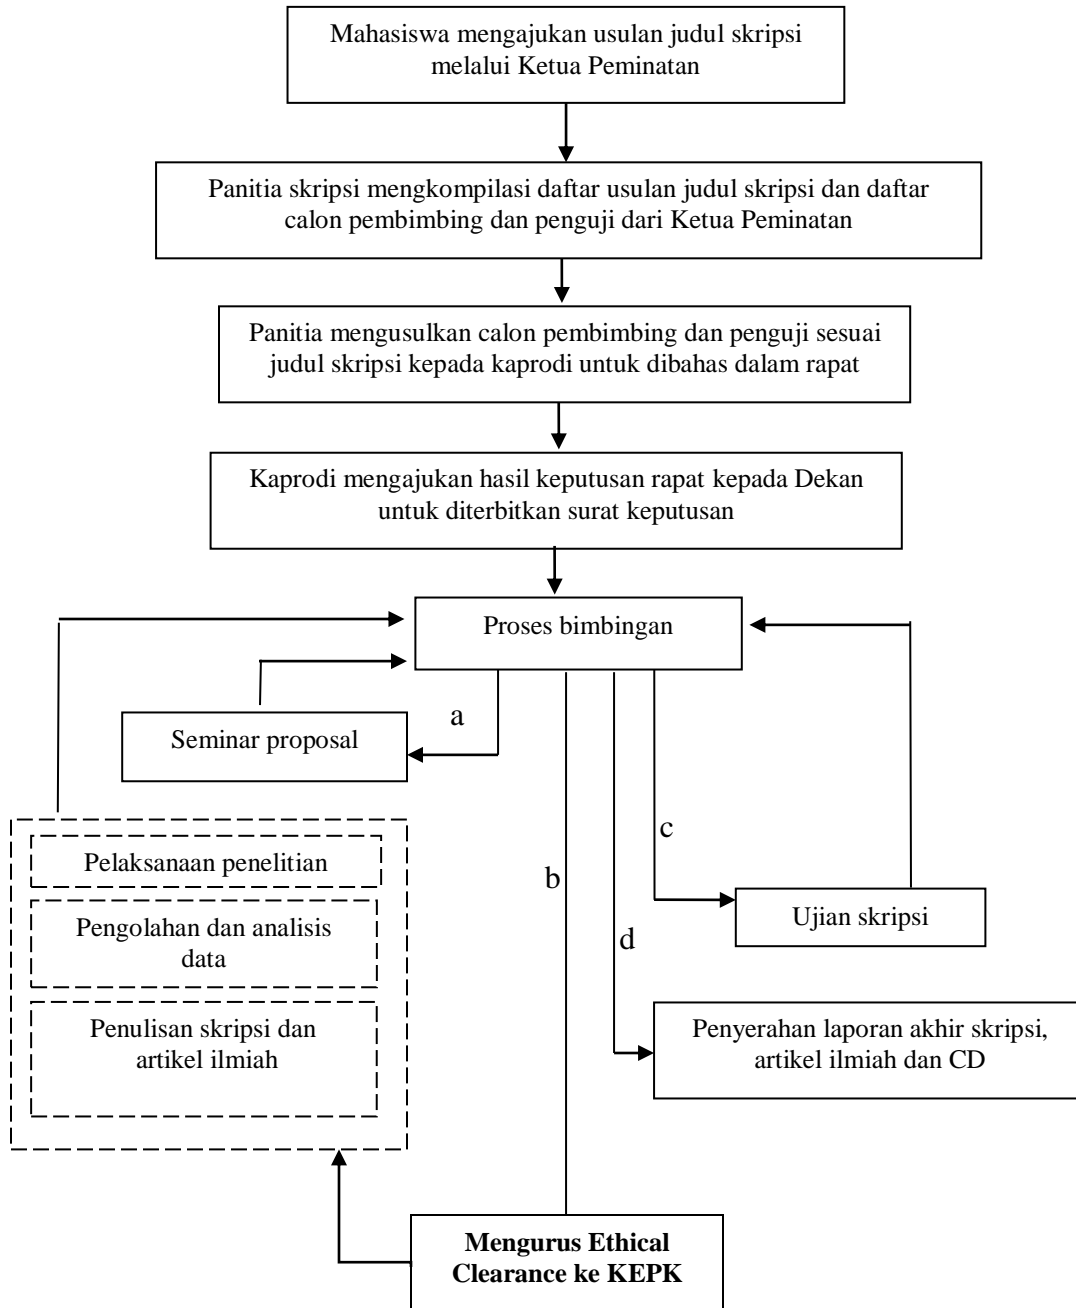 Mahasiswa mengajukan usulan judul skripsi
melalui Ketua Peminatan
Panitia skripsi mengkompilasi daftar usulan judul skripsi dan daftar
calon pembimbing dan penguji dari Ketua Peminatan
Panitia mengusulkan calon pembimbing dan penguji sesuai
judul skripsi kepada kaprodi untuk dibahas dalam rapat
Kaprodi mengajukan hasil keputusan rapat kepada Dekan
untuk diterbitkan surat keputusan
Proses bimbingan
a
Seminar proposal
c
Pelaksanaan penelitian
b
Ujian skripsi
Pengolahan dan analisis
data
d
Penulisan skripsi dan
artikel ilmiah
Penyerahan laporan akhir skripsi,
artikel ilmiah dan CD
Mengurus Ethical
Clearance ke KEPK